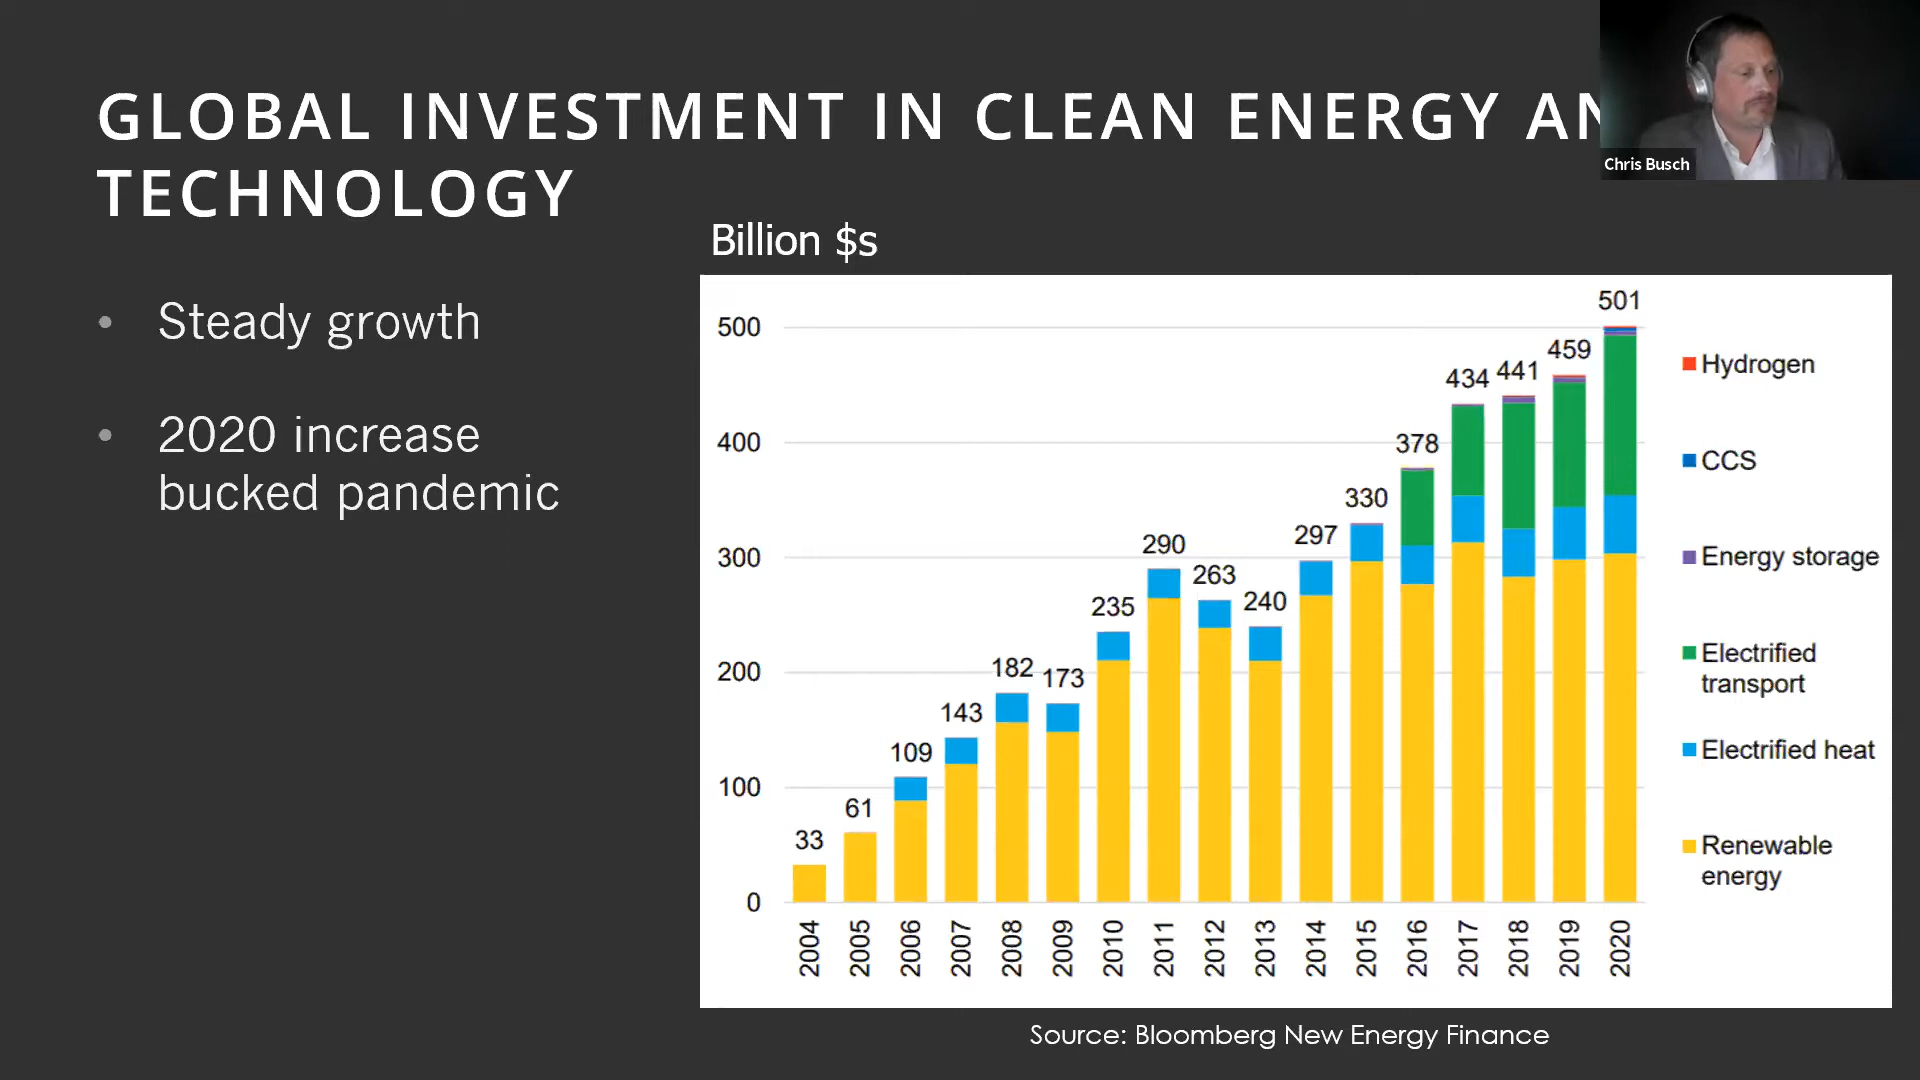 GLOBAL INVESTMENT IN CLEAN ENERGY AN
TECHNOLOGY
Chris Busch
Billion $s
• Steady growth
• 2020 increase
bucked pandemic
500
400
300
200
100
0
33
61
109
143
182
173
235
290
263
240
297
330
378
434
441
459
501
2004
2005
2006
2007
2008
2009
2010
2011
2012
2013
2014
2015
2016
2017
2018
2019
2020
Hydrogen
CCS
Energy storage
Electrified
transport
Electrified heat
Renewable
energy
Source: Bloomberg New Energy Finance